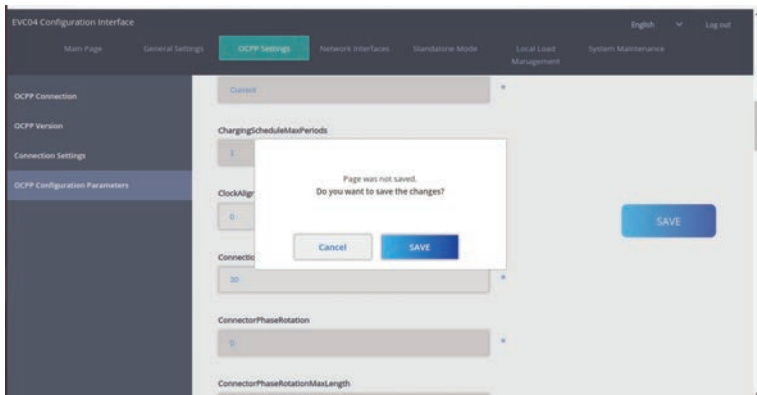 EVC04 Configuration Interface
English
Log out
Main Page
General Settings
OCPP Settings
Network Interfaces
Standalone Mode
Local Load
Management
System Maintenance
OCPP Connection
OCPP Version
Connection Settings
OCPP Configuration Parameters
Current
*
ChargingScheduleMaxPeriods
1
ClockAlign
0
Connectio
30
*
ConnectorPhaseRotation
0
*
ConnectorPhaseRotationMaxLength
Page was not saved.
Do you want to save the changes?
Cancel
SAVE
SAVE